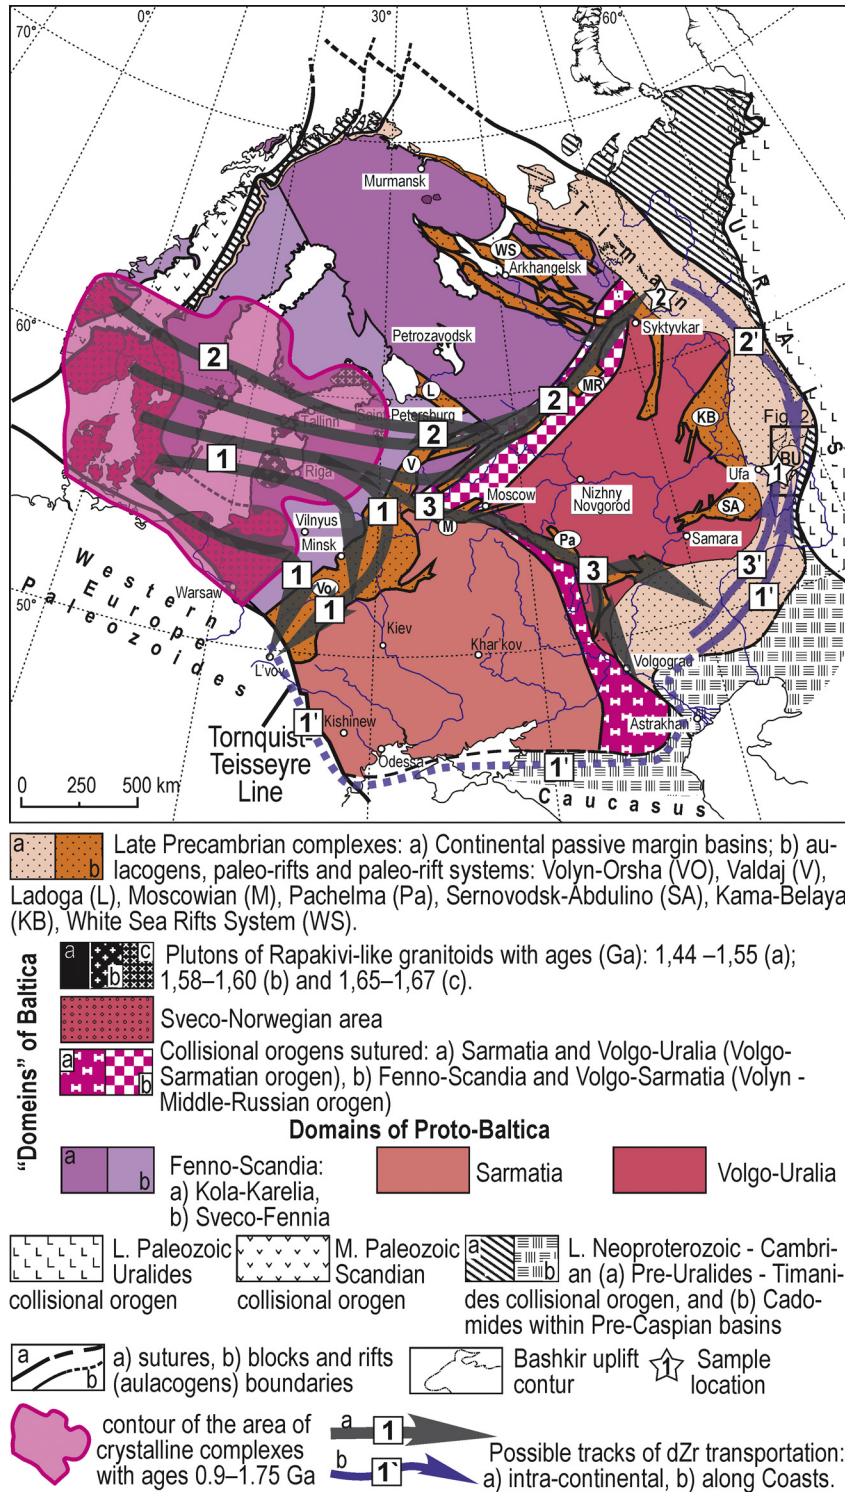 70°
0°
30°
60°
Murmansk
Timan
URALS
WS
Arkhangelsk
60°
2
Syktyvkar
Petrozavodsk
2'
2
L
MR
2
KB
Fig. 2
Tallinn
Petersburg
2
BU
1
V
Ufa
1
Riga
Moscow
Nizhny
Novgorod
SA
3
1
M
Vilnyus
Minsk
Pa
Samara
3'
1
3
1'
Western
Europe
Paleozoides
Warsaw
Vo
1
50°
Kiev
Khar'kov
L'vov
Volgograd
1'
Kishinew
Astrakhan'
Tornquist-
Teisseyre
Line
Odessa
1'
Caucasus
0 250 500 km
a b Late Precambrian complexes: a) Continental passive margin basins; b) au-
lacogens, paleo-rifts and paleo-rift systems: Volyn-Orsha (VO), Valdaj (V),
Ladoga (L), Moscowian (M), Pachelma (Pa), Sernovodsk-Abdulino (SA), Kama-Belaya
(KB), White Sea Rifts System (WS).
"Domeins" of Baltica
a b c Plutons of Rapakivi-like granitoids with ages (Ga): 1,44 –1,55 (a);
1,58–1,60 (b) and 1,65–1,67 (c).
Sveco-Norwegian area
a b Collisional orogens sutured: a) Sarmatia and Volgo-Uralia (Volgo-
Sarmatian orogen), b) Fenno-Scandia and Volgo-Sarmatia (Volyn -
Middle-Russian orogen)
Domains of Proto-Baltica
a b Fenno-Scandia:
a) Kola-Karelia,
b) Sveco-Fennia
Sarmatia
Volgo-Uralia
L. Paleozoic
Uralides
collisional orogen
M. Paleozoic
Scandian
collisional orogen
a b L. Neoproterozoic - Cambri-
an (a) Pre-Uralides - Timani-
des collisional orogen, and (b) Cado-
mides within Pre-Caspian basins
a b a) sutures, b) blocks and rifts
(aulacogens) boundaries
Bashkir uplift
contur
1 Sample
location
contour of the area of
crystalline complexes
with ages 0.9–1.75 Ga
a 1
b 1`
Possible tracks of dZr transportation:
a) intra-continental, b) along Coasts.